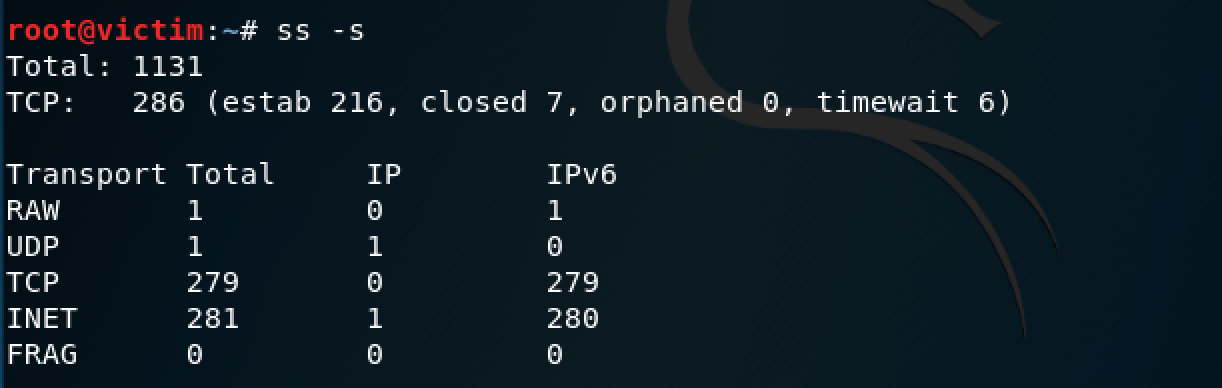 root@victim:~# ss -s
Total: 1131
TCP:   286 (estab 216, closed 7, orphaned 0, timewait 6)

Transport Total     IP        IPv6
RAW       1         0         1
UDP       1         1         0
TCP       279       0         279
INET      281       1         280
FRAG      0         0         0